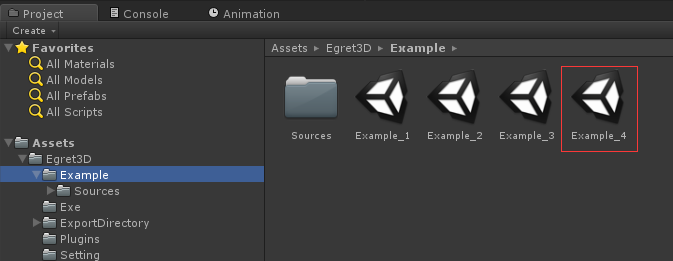 Project Console Animation
Create
Favorites
All Materials
All Models
All Prefabs
All Scripts
Assets
Egret3D
Example
Sources
Exe
ExportDirectory
Plugins
Setting
Assets ▸ Egret3D ▸ Example ▸
Sources Example_1 Example_2 Example_3 Example_4